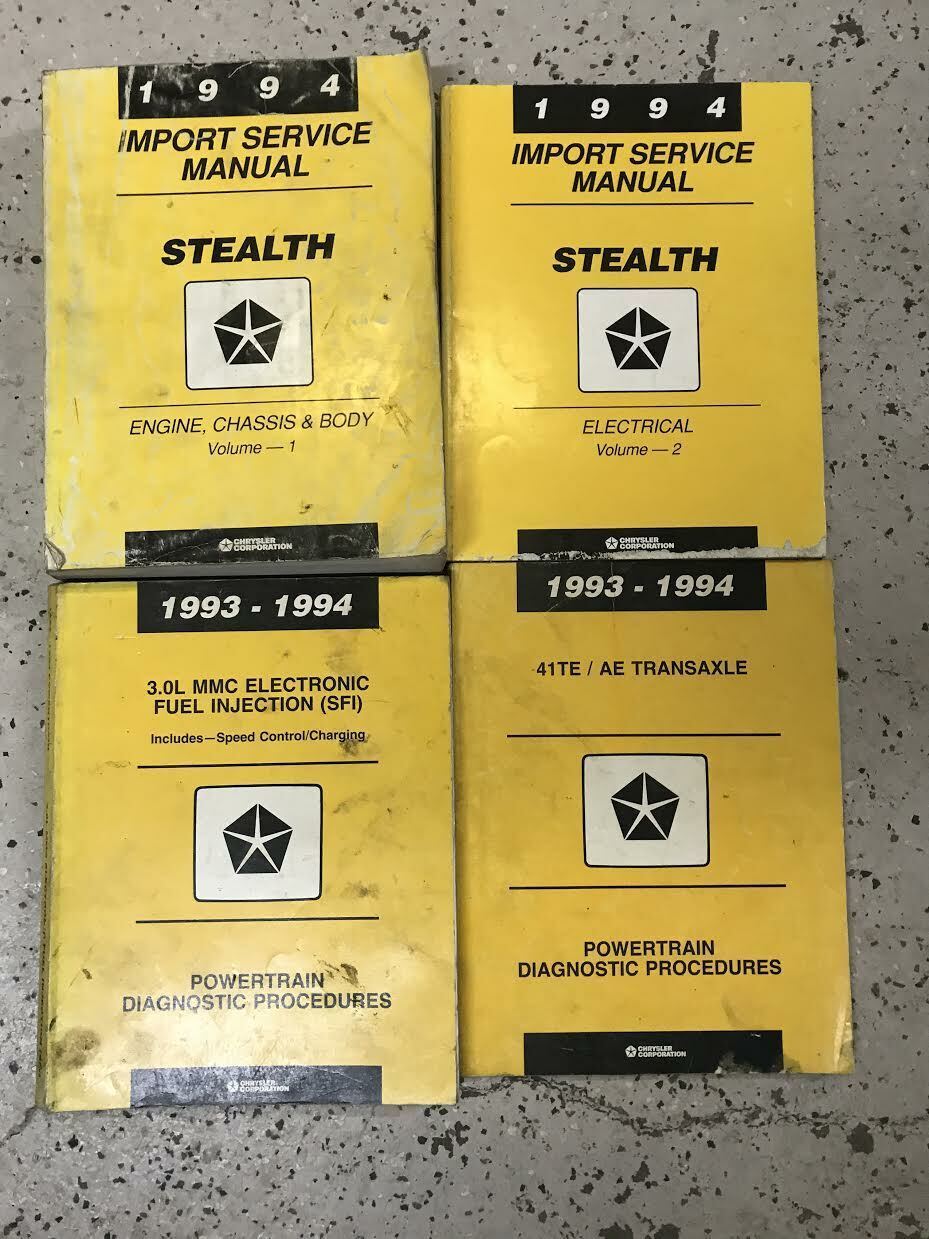 1 9 9 4
IMPORT SERVICE
MANUAL
STEALTH
ENGINE, CHASSIS & BODY
Volume — 1
CHRYSLER
CORPORATION
1 9 9 4
IMPORT SERVICE
MANUAL
STEALTH
ELECTRICAL
Volume — 2
CHRYSLER
CORPORATION
1993 - 1994
3.0L MMC ELECTRONIC
FUEL INJECTION (SFI)
Includes—Speed Control/Charging
POWERTRAIN
DIAGNOSTIC PROCEDURES
CHRYSLER
CORPORATION
1993 - 1994
41TE / AE TRANSAXLE
POWERTRAIN
DIAGNOSTIC PROCEDURES
CHRYSLER
CORPORATION